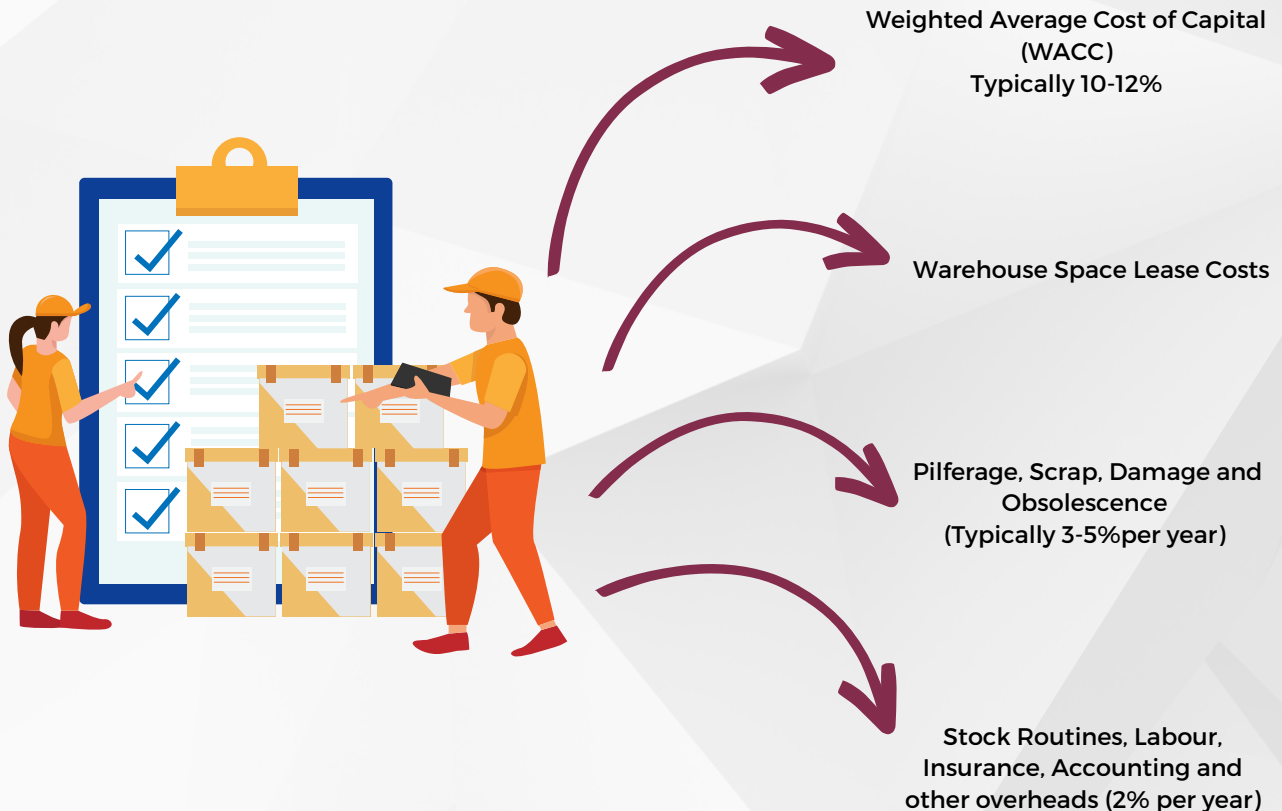 Weighted Average Cost of Capital
(WACC)
Typically 10-12%
Warehouse Space Lease Costs
Pilferage, Scrap, Damage and
Obsolescence
(Typically 3-5%per year)
Stock Routines, Labour,
Insurance, Accounting and
other overheads (2% per year)